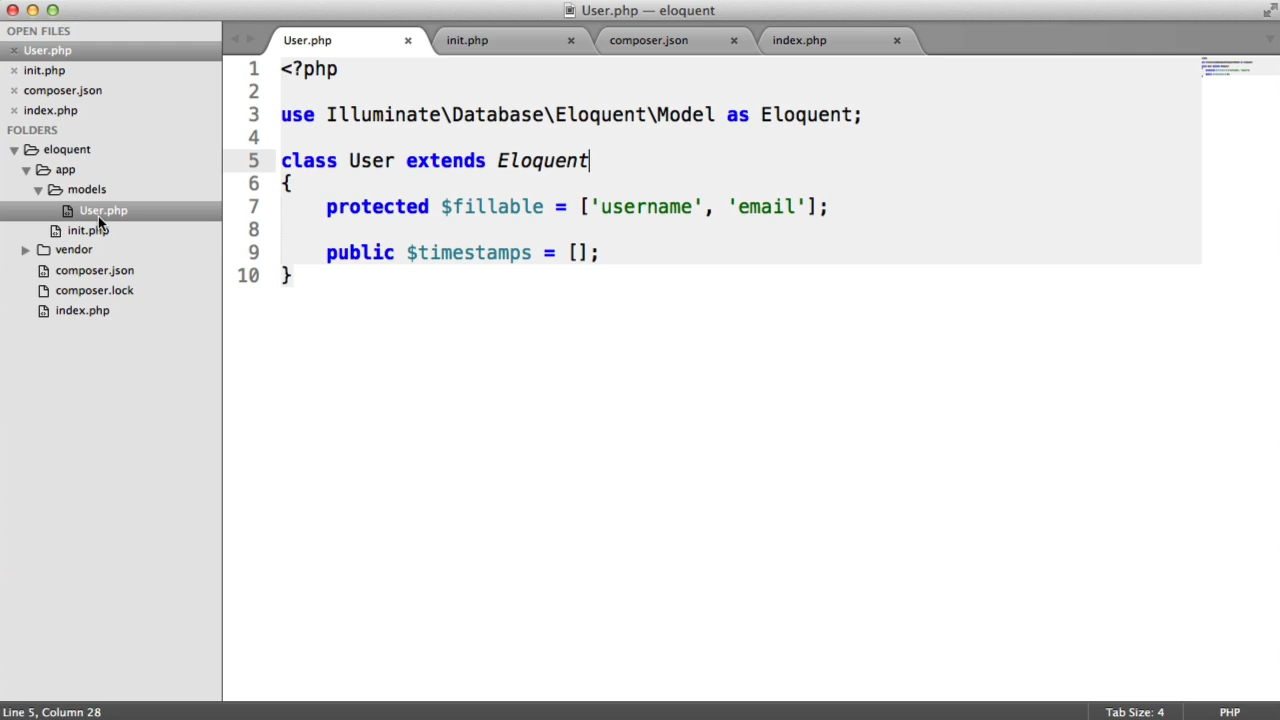 User.php — eloquent
OPEN FILES
User.php
init.php
composer.json
index.php
FOLDERS
eloquent
app
models
User.php
init.php
vendor
composer.json
composer.lock
index.php
User.php
init.php
composer.json
index.php
1 <?php
2
3 use Illuminate\Database\Eloquent\Model as Eloquent;
4
5 class User extends Eloquent
6 {
7 protected $fillable = ['username', 'email'];
8
9 public $timestamps = [];
10 }
Line 5, Column 28
Tab Size: 4
PHP